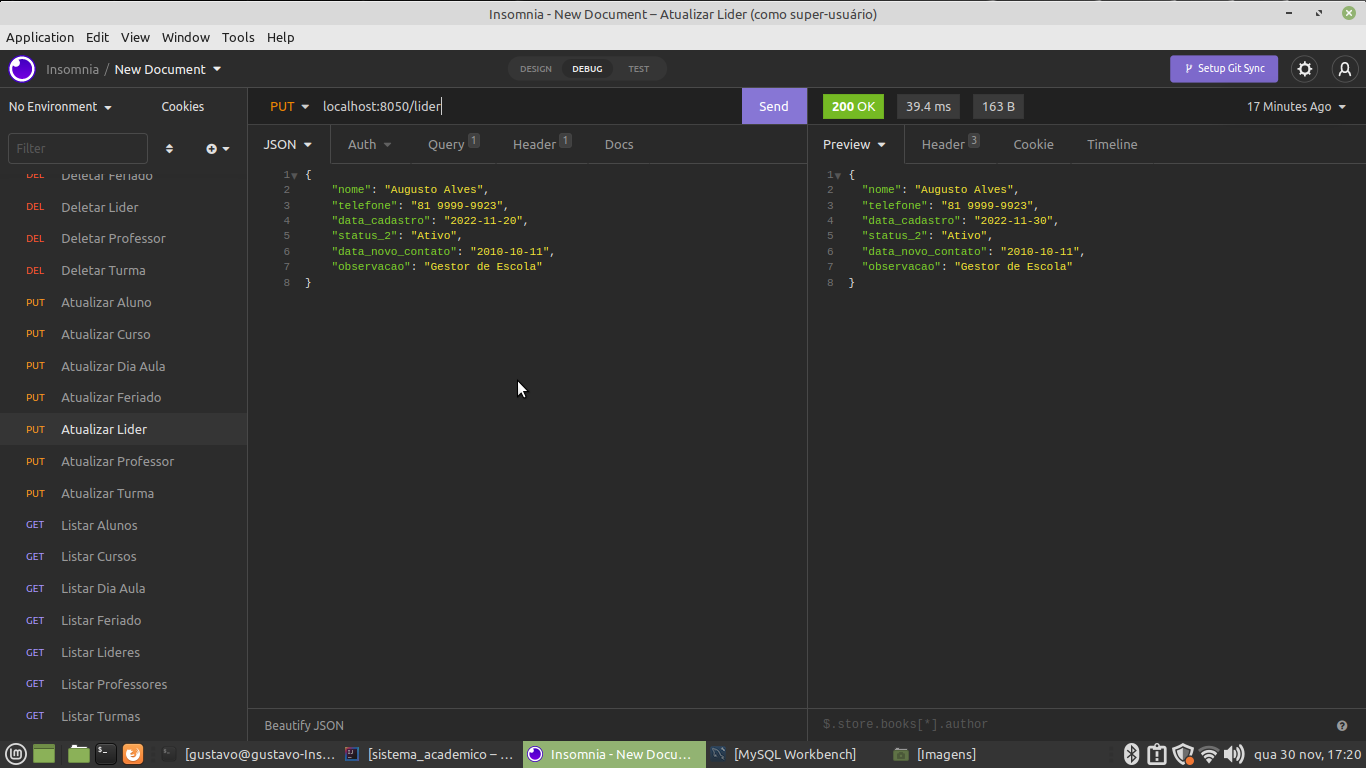 Insomnia - New Document – Atualizar Lider (como super-usuário)
Application Edit View Window Tools Help
Insomnia / New Document
DESIGN DEBUG TEST
Setup Git Sync
No Environment Cookies
PUT localhost:8050/lider
Send
200 OK 39.4 ms 163 B 17 Minutes Ago
Filter
JSON Auth Query 1 Header 1 Docs
Preview Header 3 Cookie Timeline
DEL Deletar Feriado
DEL Deletar Lider
DEL Deletar Professor
DEL Deletar Turma
PUT Atualizar Aluno
PUT Atualizar Curso
PUT Atualizar Dia Aula
PUT Atualizar Feriado
PUT Atualizar Lider
PUT Atualizar Professor
PUT Atualizar Turma
GET Listar Alunos
GET Listar Cursos
GET Listar Dia Aula
GET Listar Feriado
GET Listar Lideres
GET Listar Professores
GET Listar Turmas
1 {
2 "nome": "Augusto Alves",
3 "telefone": "81 9999-9923",
4 "data_cadastro": "2022-11-20",
5 "status_2": "Ativo",
6 "data_novo_contato": "2010-10-11",
7 "observacao": "Gestor de Escola"
8 }
1 {
2 "nome": "Augusto Alves",
3 "telefone": "81 9999-9923",
4 "data_cadastro": "2022-11-30",
5 "status_2": "Ativo",
6 "data_novo_contato": "2010-10-11",
7 "observacao": "Gestor de Escola"
8 }
Beautify JSON
$.store.books[*].author
[gustavo@gustavo-Ins...
[sistema_academico – ...
Insomnia - New Docu...
[MySQL Workbench]
[Imagens]
qua 30 nov, 17:20